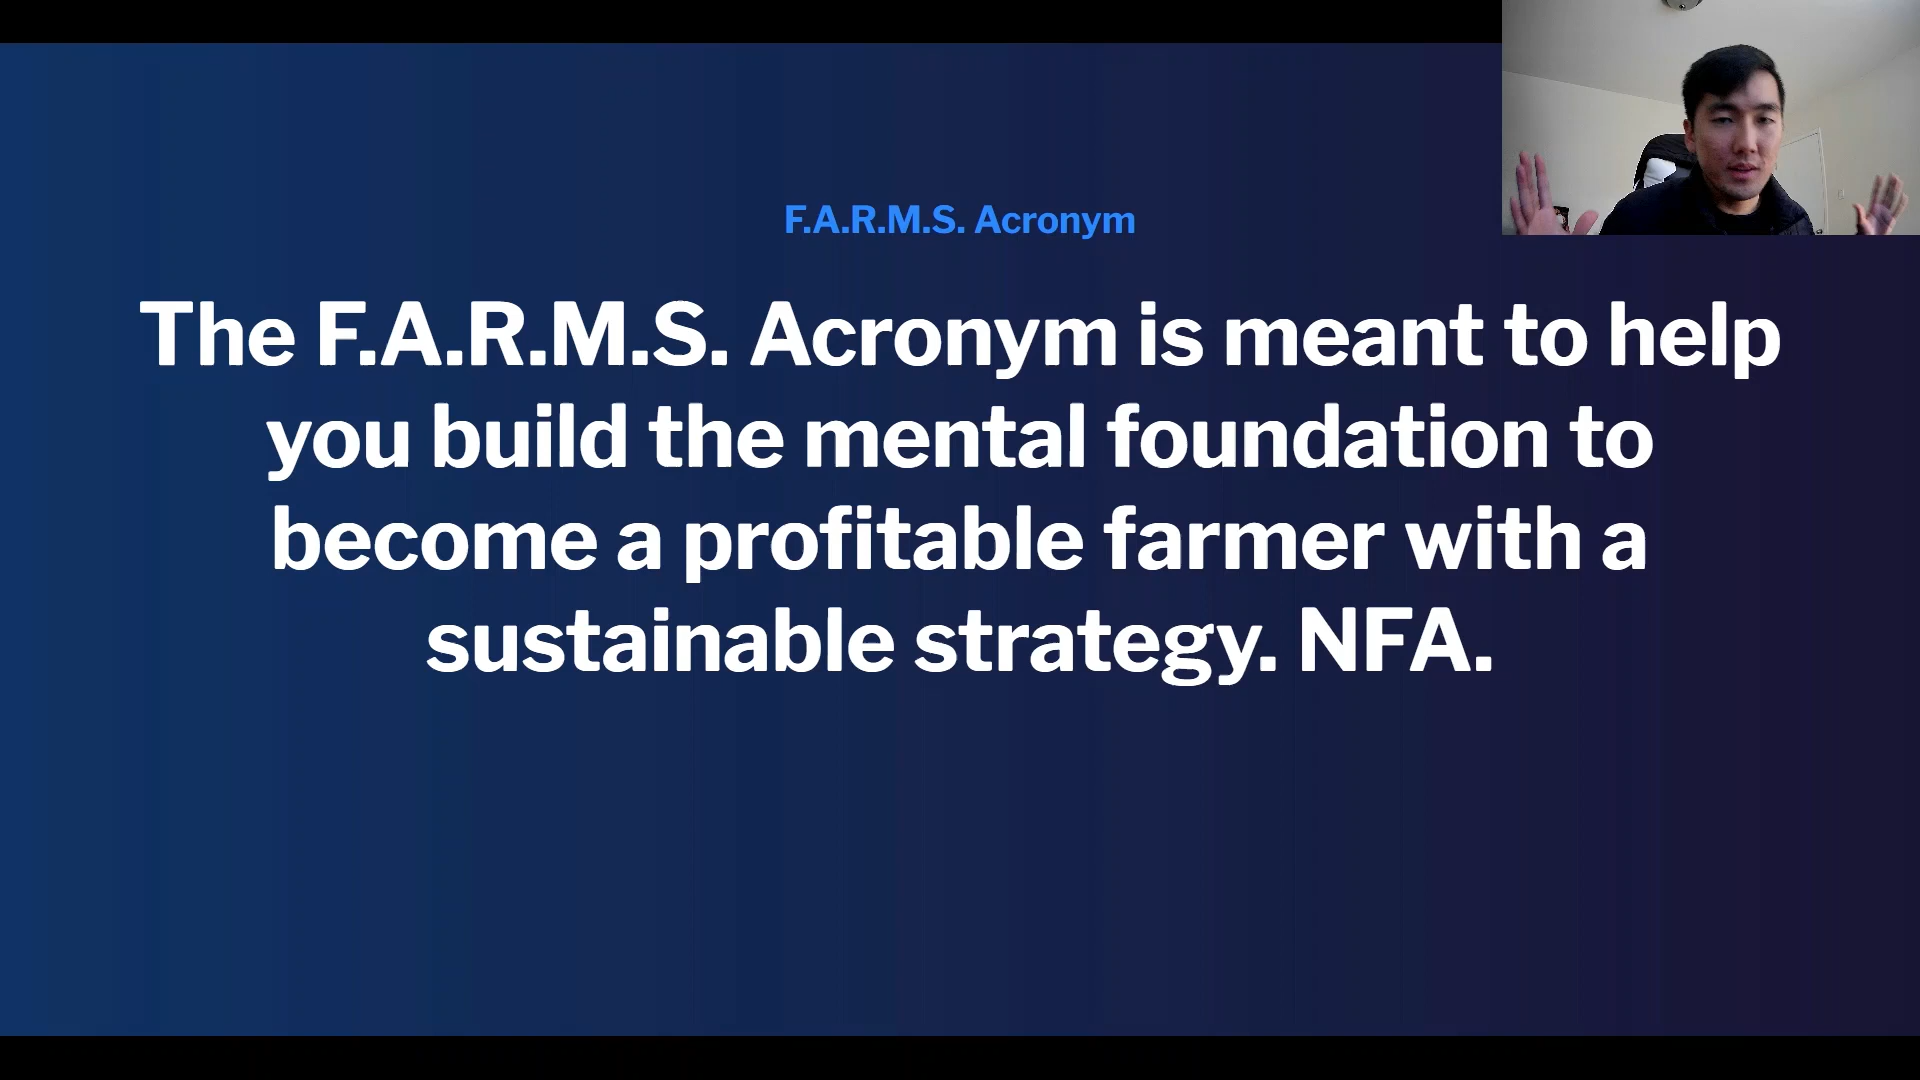 F.A.R.M.S. Acronym
The F.A.R.M.S. Acronym is meant to help
you build the mental foundation to
become a profitable farmer with a
sustainable strategy. NFA.